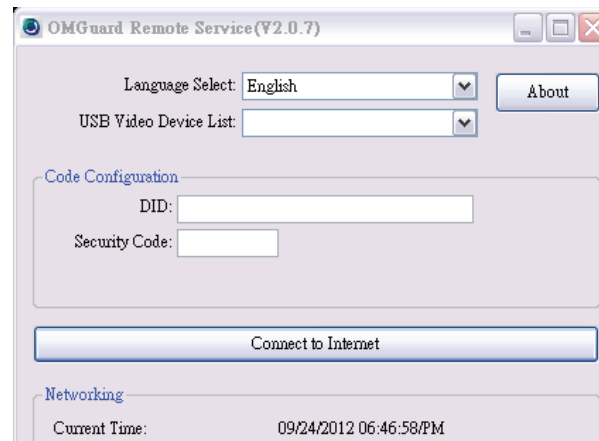 OMGuard Remote Service(V2.0.7)
Language Select: English
About
USB Video Device List:
Code Configuration
DID:
Security Code:
Connect to Internet
Networking
Current Time: 09/24/2012 06:46:58/PM